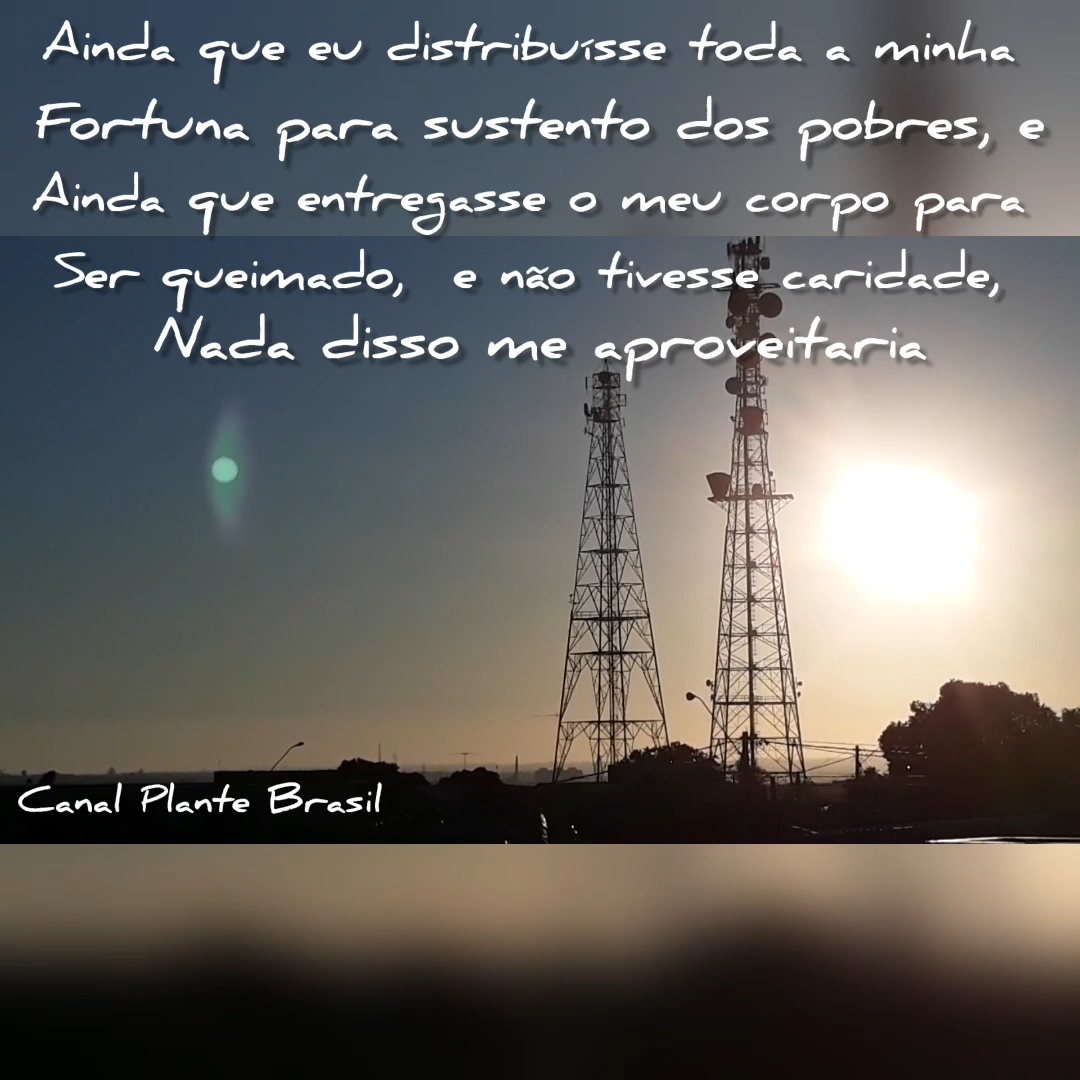 Ainda que eu distribuísse toda a minha
Fortuna para sustento dos pobres, e
Ainda que entregasse o meu corpo para
Ser queimado, e não tivesse caridade,
Nada disso me aproveitaria
Canal Plante Brasil